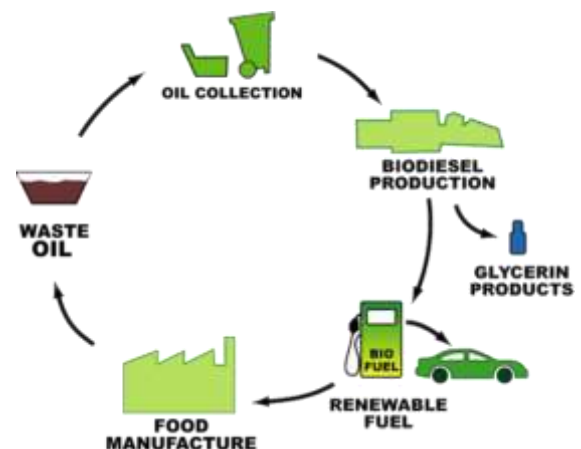 OIL COLLECTION
BIODIESEL
PRODUCTION
WASTE
OIL
GLYCERIN
PRODUCTS
BIO
FUEL
RENEWABLE
FUEL
FOOD
MANUFACTURE